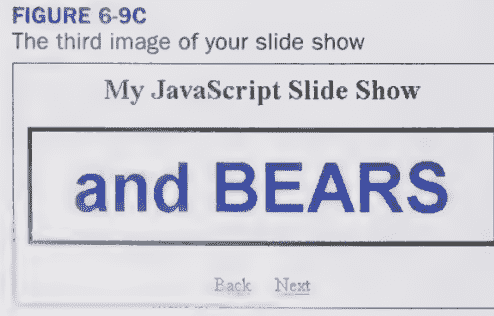 FIGURE 6-9C
The third image of your slide show
My JavaScript Slide Show
and BEARS
Back Next